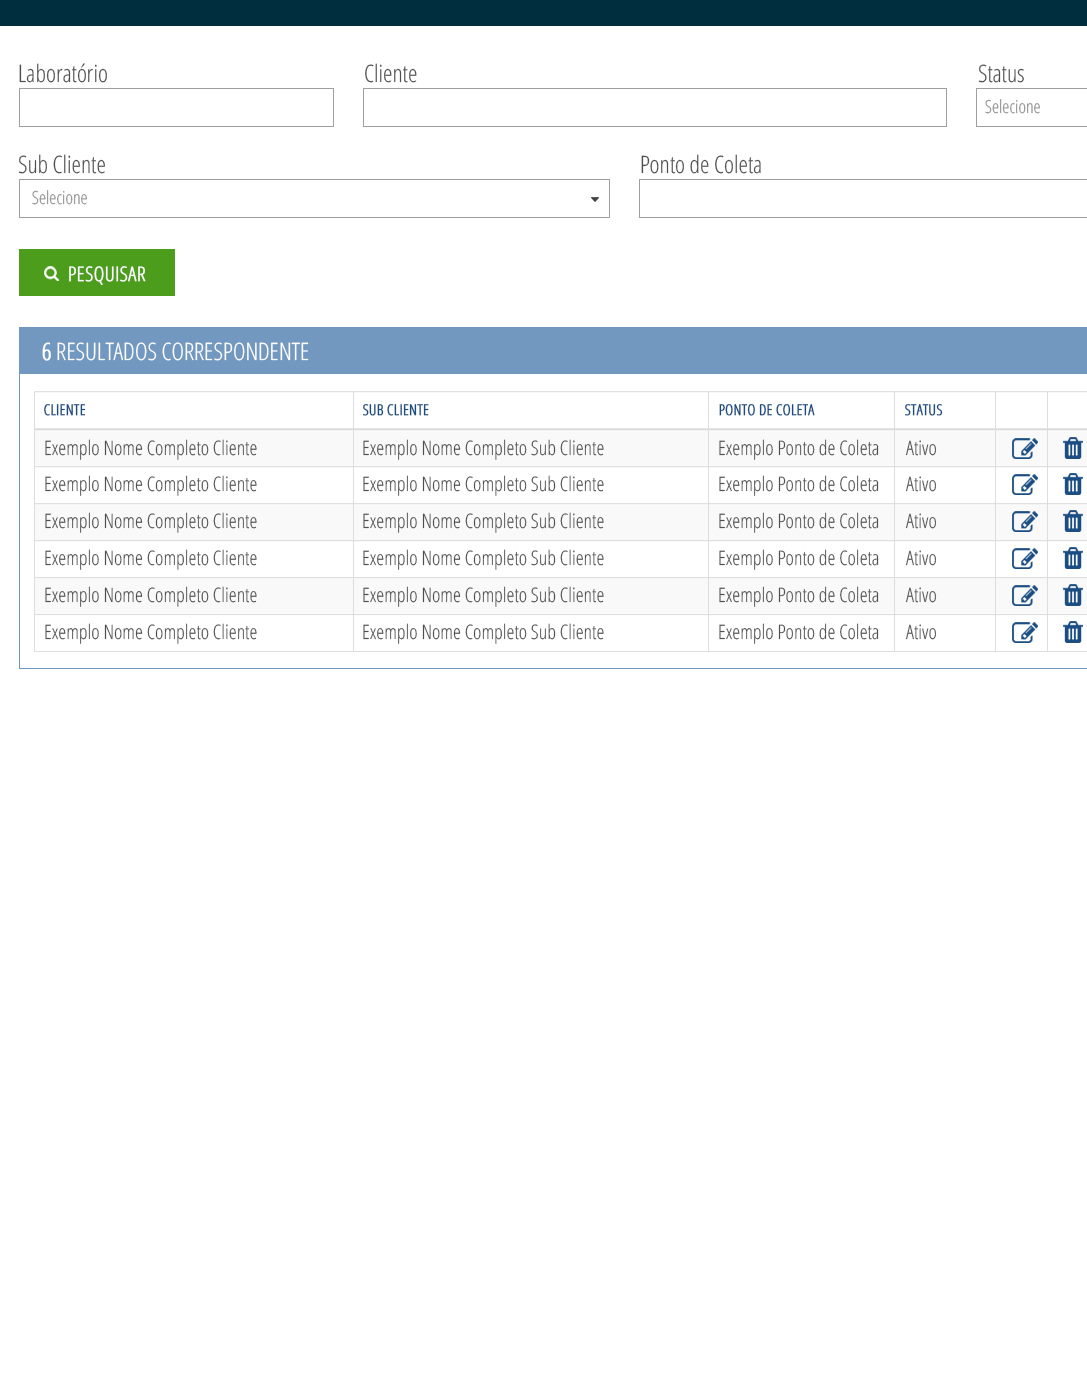 Laboratório Cliente Status
Selecione
Sub Cliente Ponto de Coleta
Selecione
PESQUISAR
6 RESULTADOS CORRESPONDENTE
CLIENTE SUB CLIENTE PONTO DE COLETA STATUS
Exemplo Nome Completo Cliente Exemplo Nome Completo Sub Cliente Exemplo Ponto de Coleta Ativo
Exemplo Nome Completo Cliente Exemplo Nome Completo Sub Cliente Exemplo Ponto de Coleta Ativo
Exemplo Nome Completo Cliente Exemplo Nome Completo Sub Cliente Exemplo Ponto de Coleta Ativo
Exemplo Nome Completo Cliente Exemplo Nome Completo Sub Cliente Exemplo Ponto de Coleta Ativo
Exemplo Nome Completo Cliente Exemplo Nome Completo Sub Cliente Exemplo Ponto de Coleta Ativo
Exemplo Nome Completo Cliente Exemplo Nome Completo Sub Cliente Exemplo Ponto de Coleta Ativo